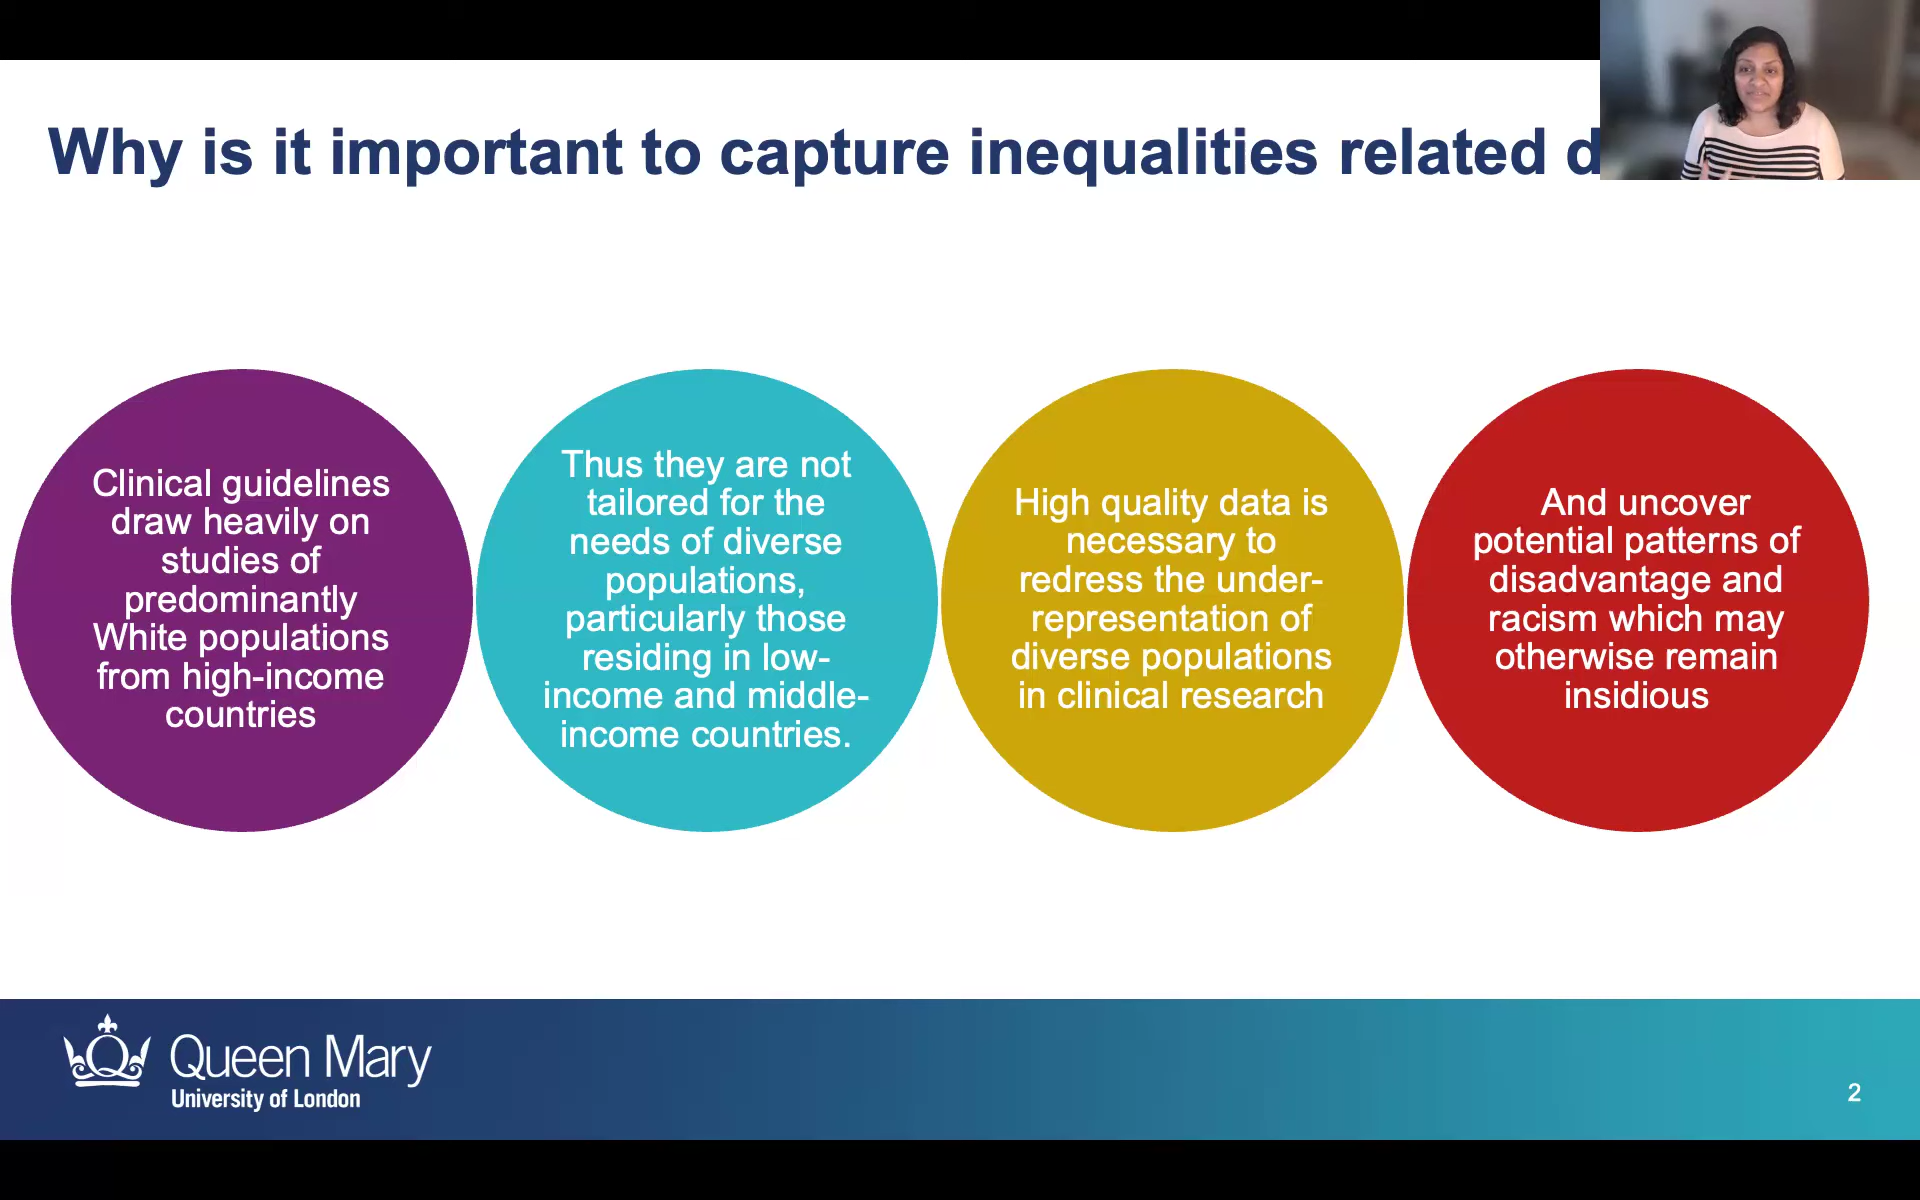 Why is it important to capture inequalities related
Clinical guidelines
draw heavily on
studies of
predominantly
White populations
from high-income
countries
Thus they are not
tailored for the
needs of diverse
populations,
particularly those
residing in low-
income and middle-
income countries.
High quality data is
necessary to
redress the under-
representation of
diverse populations
in clinical research
And uncover
potential patterns of
disadvantage and
racism which may
otherwise remain
insidious
Queen Mary
University of London
2